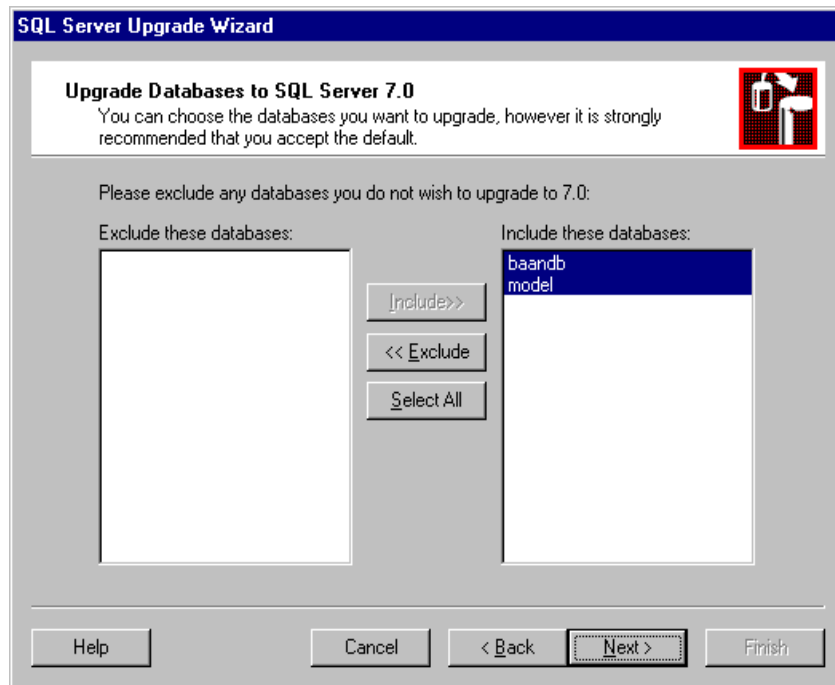 SQL Server Upgrade Wizard
Upgrade Databases to SQL Server 7.0
You can choose the databases you want to upgrade, however it is strongly
recommended that you accept the default.
Please exclude any databases you do not wish to upgrade to 7.0:
Exclude these databases:
Include these databases:
baandb
model
Include>>
<< Exclude
Select All
Help
Cancel
< Back
Next >
Finish